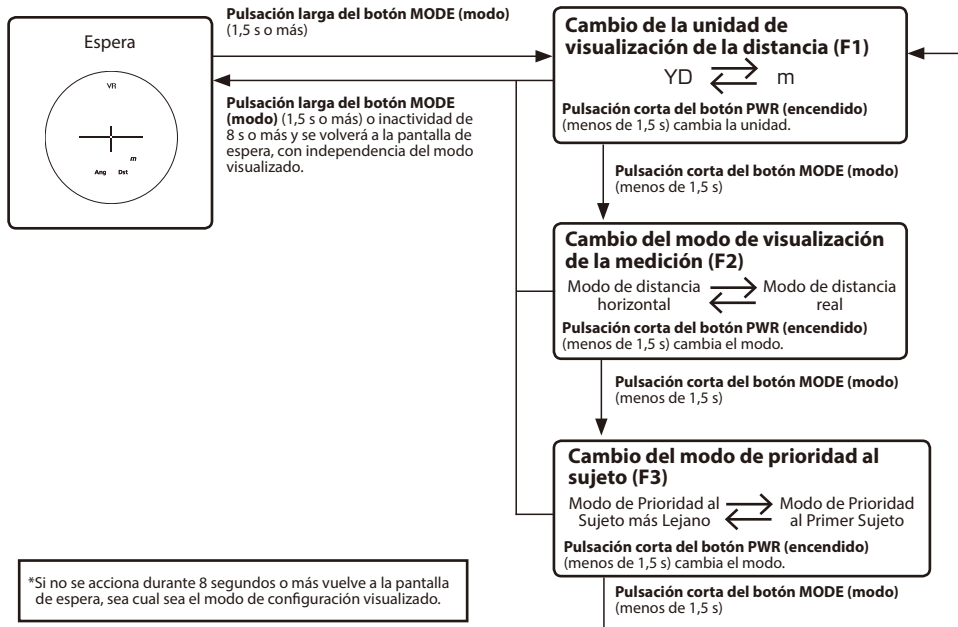 Espera
VR
m
Ang Dst
Pulsación larga del botón MODE (modo)
(1,5 s o más)
Pulsación larga del botón MODE
(modo) (1,5 s o más) o inactividad de
8 s o más y se volverá a la pantalla de
espera, con independencia del modo
visualizado.
Cambio de la unidad de
visualización de la distancia (F1)
YD m
Pulsación corta del botón PWR (encendido)
(menos de 1,5 s) cambia la unidad.
Pulsación corta del botón MODE (modo)
(menos de 1,5 s)
Cambio del modo de visualización
de la medición (F2)
Modo de distancia
horizontal
Modo de distancia
real
Pulsación corta del botón PWR (encendido)
(menos de 1,5 s) cambia el modo.
Pulsación corta del botón MODE (modo)
(menos de 1,5 s)
Cambio del modo de prioridad al
sujeto (F3)
Modo de Prioridad al
Sujeto más Lejano
Modo de Prioridad
al Primer Sujeto
Pulsación corta del botón PWR (encendido)
(menos de 1,5 s) cambia el modo.
Pulsación corta del botón MODE (modo)
(menos de 1,5 s)
*Si no se acciona durante 8 segundos o más vuelve a la pantalla
de espera, sea cual sea el modo de configuración visualizado.